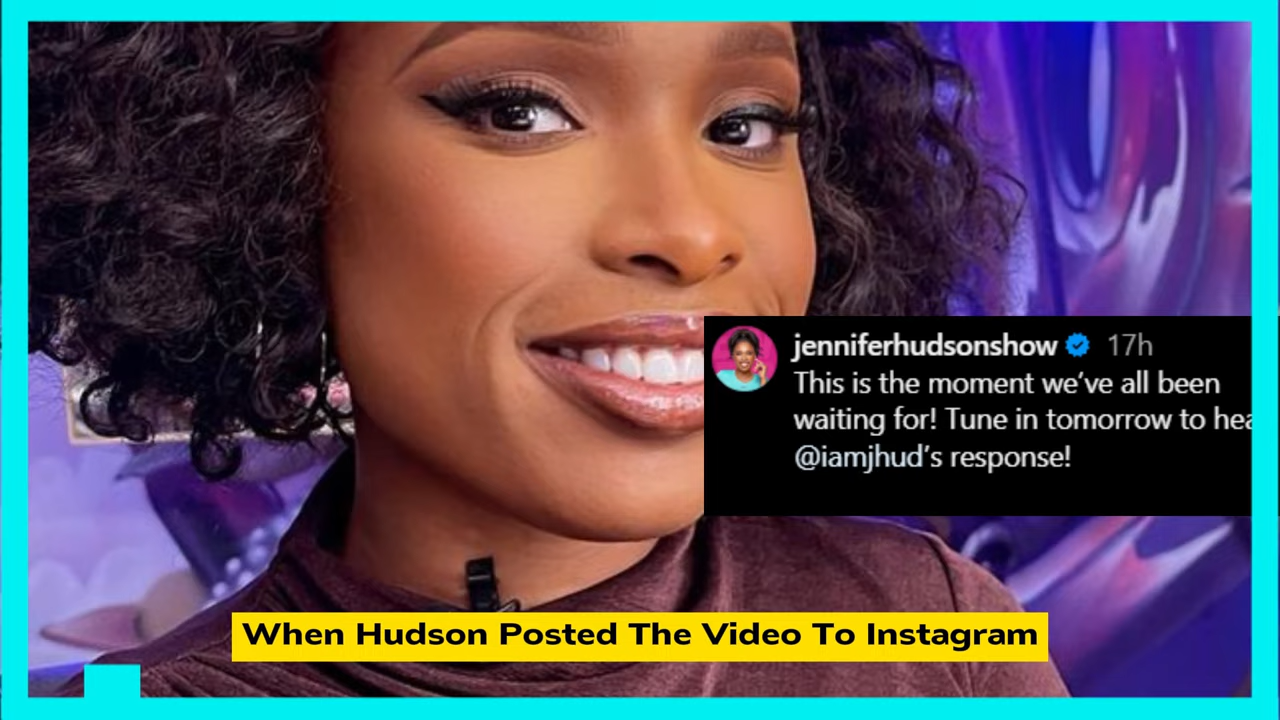 jenniferhudsonshow 17h
This is the moment we’ve all been
waiting for! Tune in tomorrow to hea
@iamjhud’s response!
When Hudson Posted The Video To Instagram